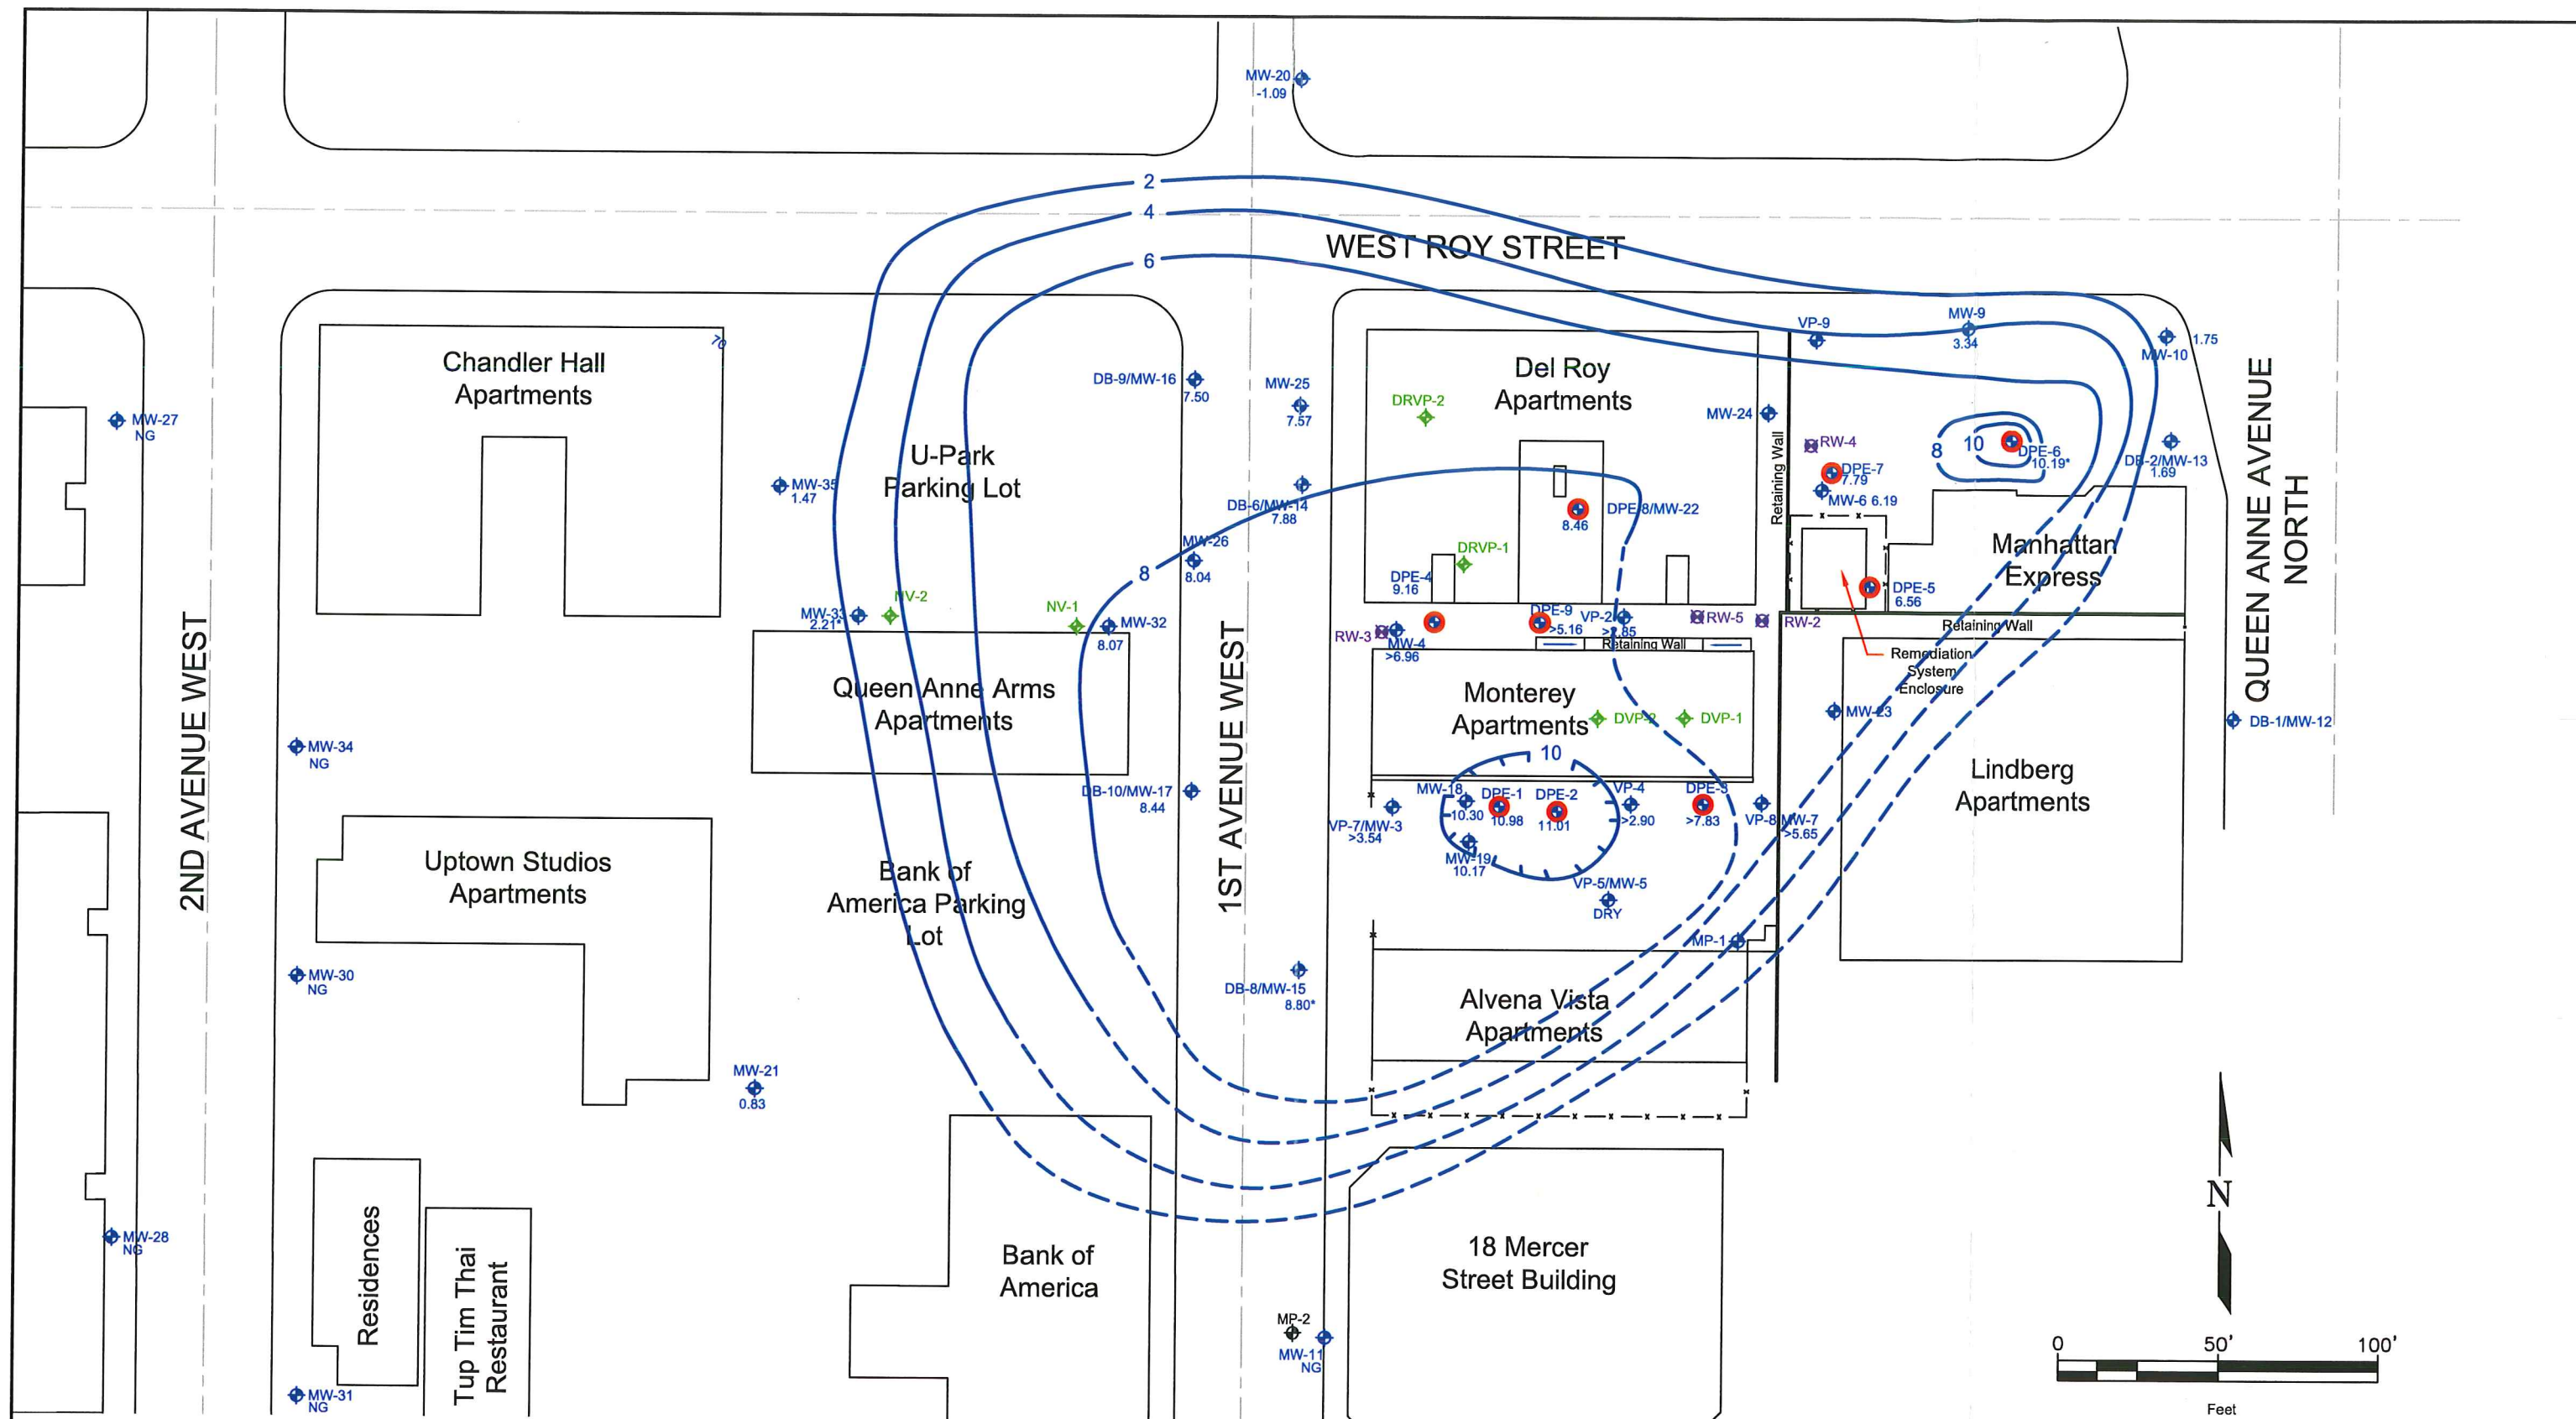 MW-20
-1.09
2
4
6
WEST ROY STREET
Chandler Hall
Apartments
70
MW-27
NG
MW-35
1.47
U-Park
Parking Lot
DB-9/MW-16
7.50
MW-25
7.57
DB-6/MW-14
7.88
MW-26
8.04
8
MW-33
2.21*
NV-2
NV-1
MW-32
8.07
Queen Anne Arms
Apartments
DB-10/MW-17
8.44
2ND AVENUE WEST
1ST AVENUE WEST
Del Roy
Apartments
DRVP-2
DRVP-1
DPE-8/MW-22
8.46
DPE-4
9.16
DPE-9
>5.16
VP-2
RW-5
RW-2
RW-3
MW-4
>6.96
Retaining Wall
MW-24
Retaining Wall
VP-9
MW-9
3.34
MW-10
1.75
RW-4
DPE-7
7.79
MW-6 6.19
8
10
DPE-6
10.19*
DB-2/MW-13
1.69
Manhattan
Express
DPE-5
6.56
Retaining Wall
Remediation
System
Enclosure
QUEEN ANNE AVENUE
NORTH
Monterey
Apartments
DVP-2
DVP-1
MW-23
DB-1/MW-12
Lindberg
Apartments
10
MW-18
10.30
DPE-1
10.98
DPE-2
11.01
VP-4
>2.90
DPE-3
>7.83
VP-8/MW-7
>5.65
VP-7/MW-3
>3.54
MW-19
10.17
VP-5/MW-5
DRY
MP-1
MW-34
NG
Uptown Studios
Apartments
Bank of
America Parking
Lot
MW-30
NG
DB-8/MW-15
8.80*
Alvena Vista
Apartments
MW-21
0.83
MW-28
NG
Residences
Tup Tim Thai
Restaurant
Bank of
America
18 Mercer
Street Building
MP-2
MW-11
NG
MW-31
NG
N
0
50'
100'
Feet